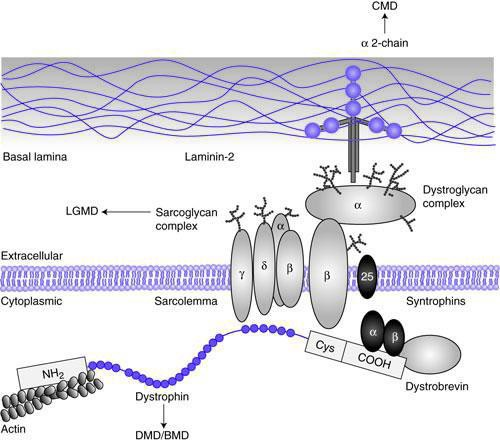 CMD
α 2-chain
Basal lamina
Laminin-2
Dystroglycan
complex
α
LGMD
Sarcoglycan
complex
α
γ
δ
β
β
25
Extracellular
Cytoplasmic
Sarcolemma
Syntrophins
α
β
Cys
COOH
Dystrobrevin
NH2
Dystrophin
Actin
DMD/BMD